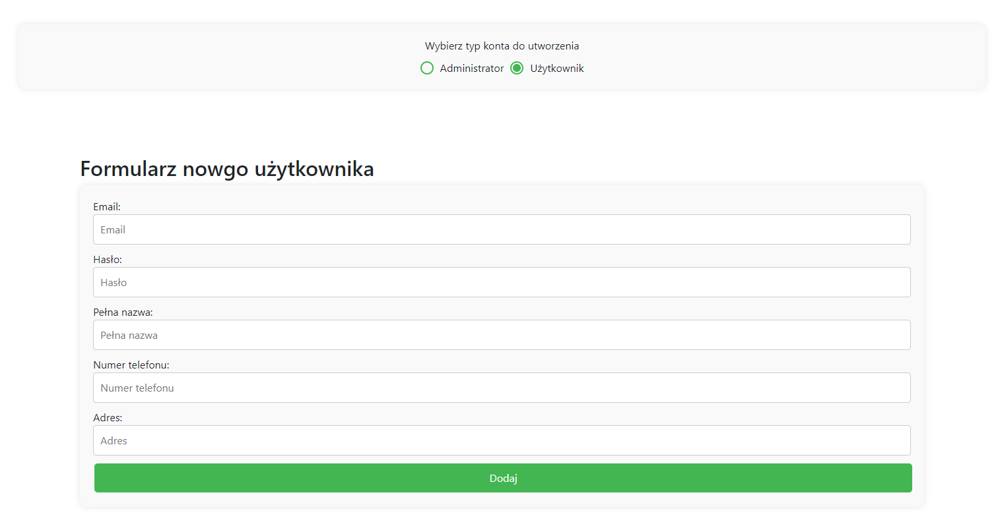 Wybierz typ konta do utworzenia
Administrator Użytkownik
Formularz nowgo użytkownika
Email:
Email
Hasło:
Hasło
Pełna nazwa:
Pełna nazwa
Numer telefonu:
Numer telefonu
Adres:
Adres
Dodaj